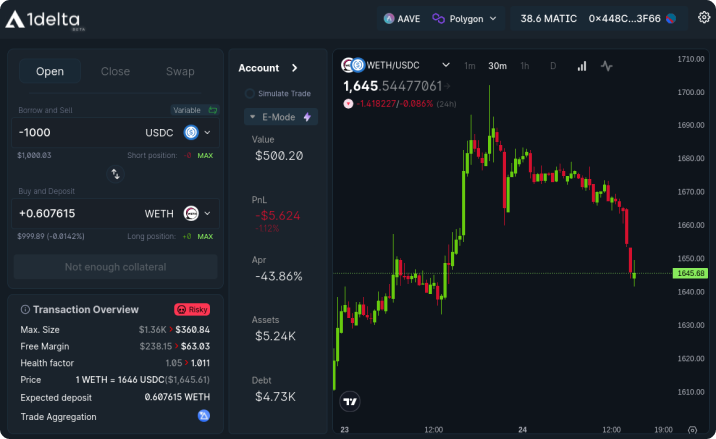 1delta
BETA
AAVE
Polygon
38.6 MATIC 0x448C...3F66
Open Close Swap
Borrow and Sell Variable
-1000 USDC
$1,000.03 Short position: -0 MAX
Buy and Deposit
+0.607615 WETH
$999.89 (-0.0142%) Long position: +0 MAX
Not enough collateral
Transaction Overview Risky
Max. Size $1.36K > $360.84
Free Margin $238.15 > $63.03
Health factor 1.05 > 1.011
Price 1 WETH = 1646 USDC($1,645.61)
Expected deposit 0.607615 WETH
Trade Aggregation
Account >
Simulate Trade
E-Mode
Value
$500.20
PnL
-$5.624
-1.12%
Apr
-43.86%
Assets
$5.24K
Debt
$4.73K
WETH/USDC 1m 30m 1h D
1,645.54477061
-1.418227/-0.086% (24h)
1710.00
1700.00
1690.00
1680.00
1670.00
1660.00
1650.00
1645.68
1640.00
1630.00
1620.00
1610.00
23 12:00 24 12:00 19:00